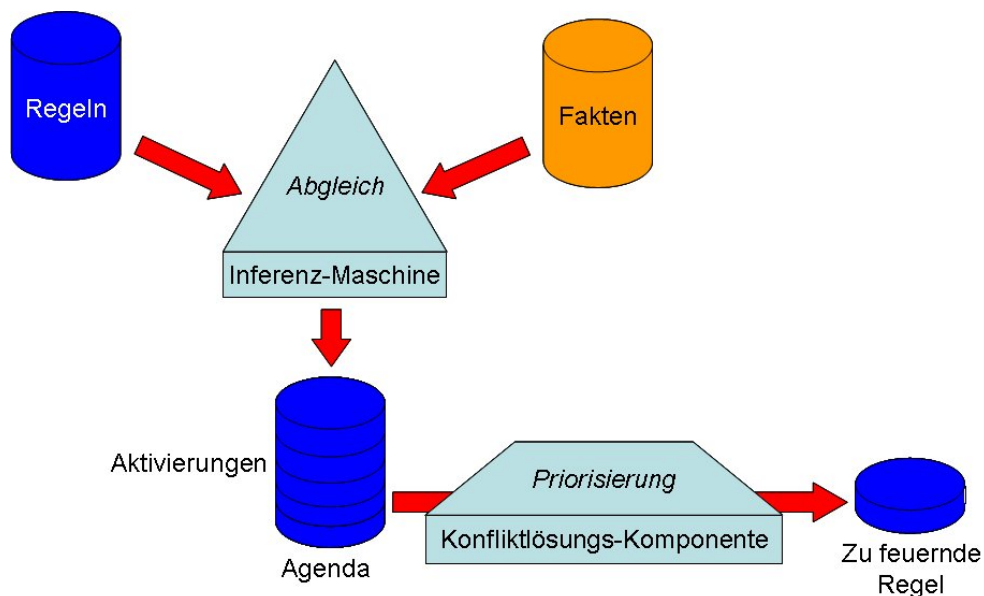 Regeln
Fakten
Abgleich
Inferenz-Maschine
Aktivierungen
Priorisierung
Konfliktlösungs-Komponente
Agenda
Zu feuernde
Regel